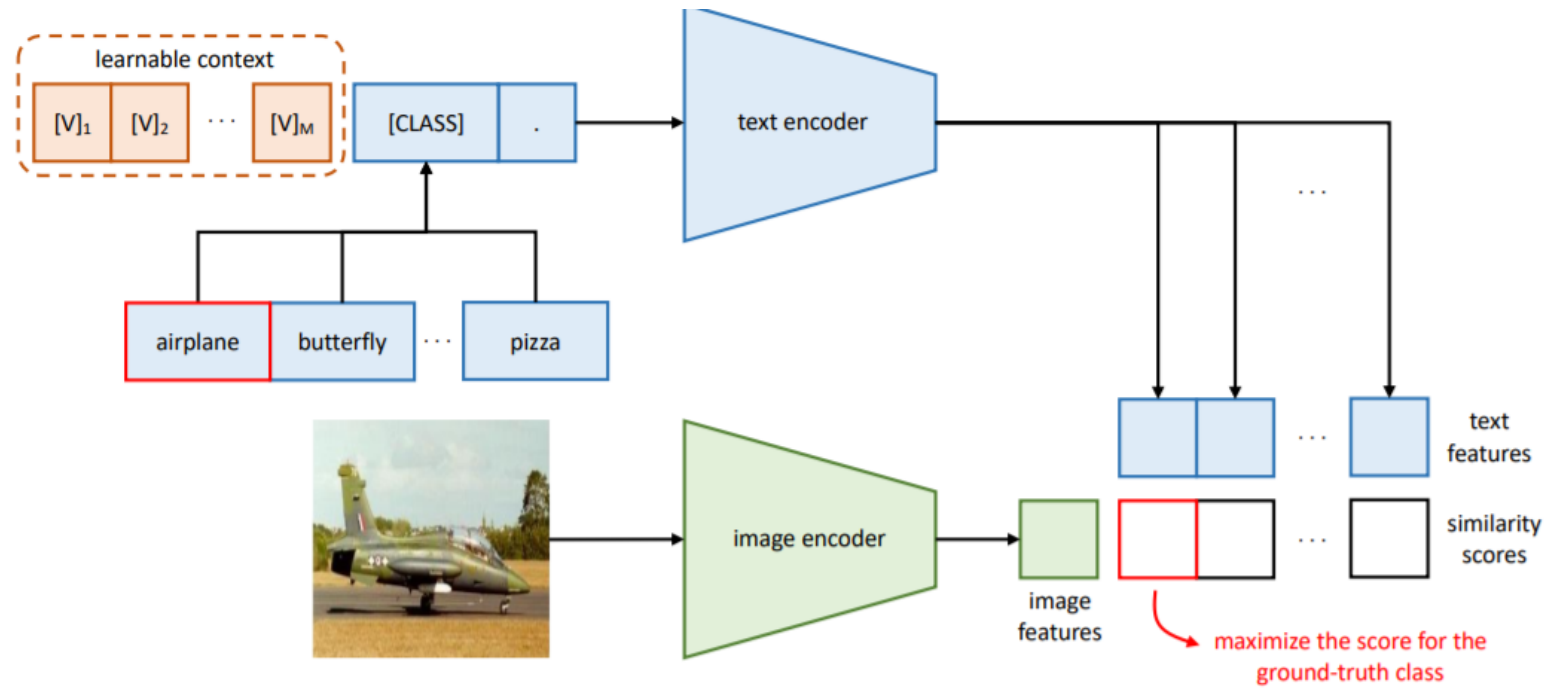 learnable context
[V]₁ [V]₂ ··· [V]ₘ [CLASS] .
text encoder
···
airplane butterfly ··· pizza
··· text
features
image encoder
··· similarity
scores
image
features
maximize the score for the
ground-truth class